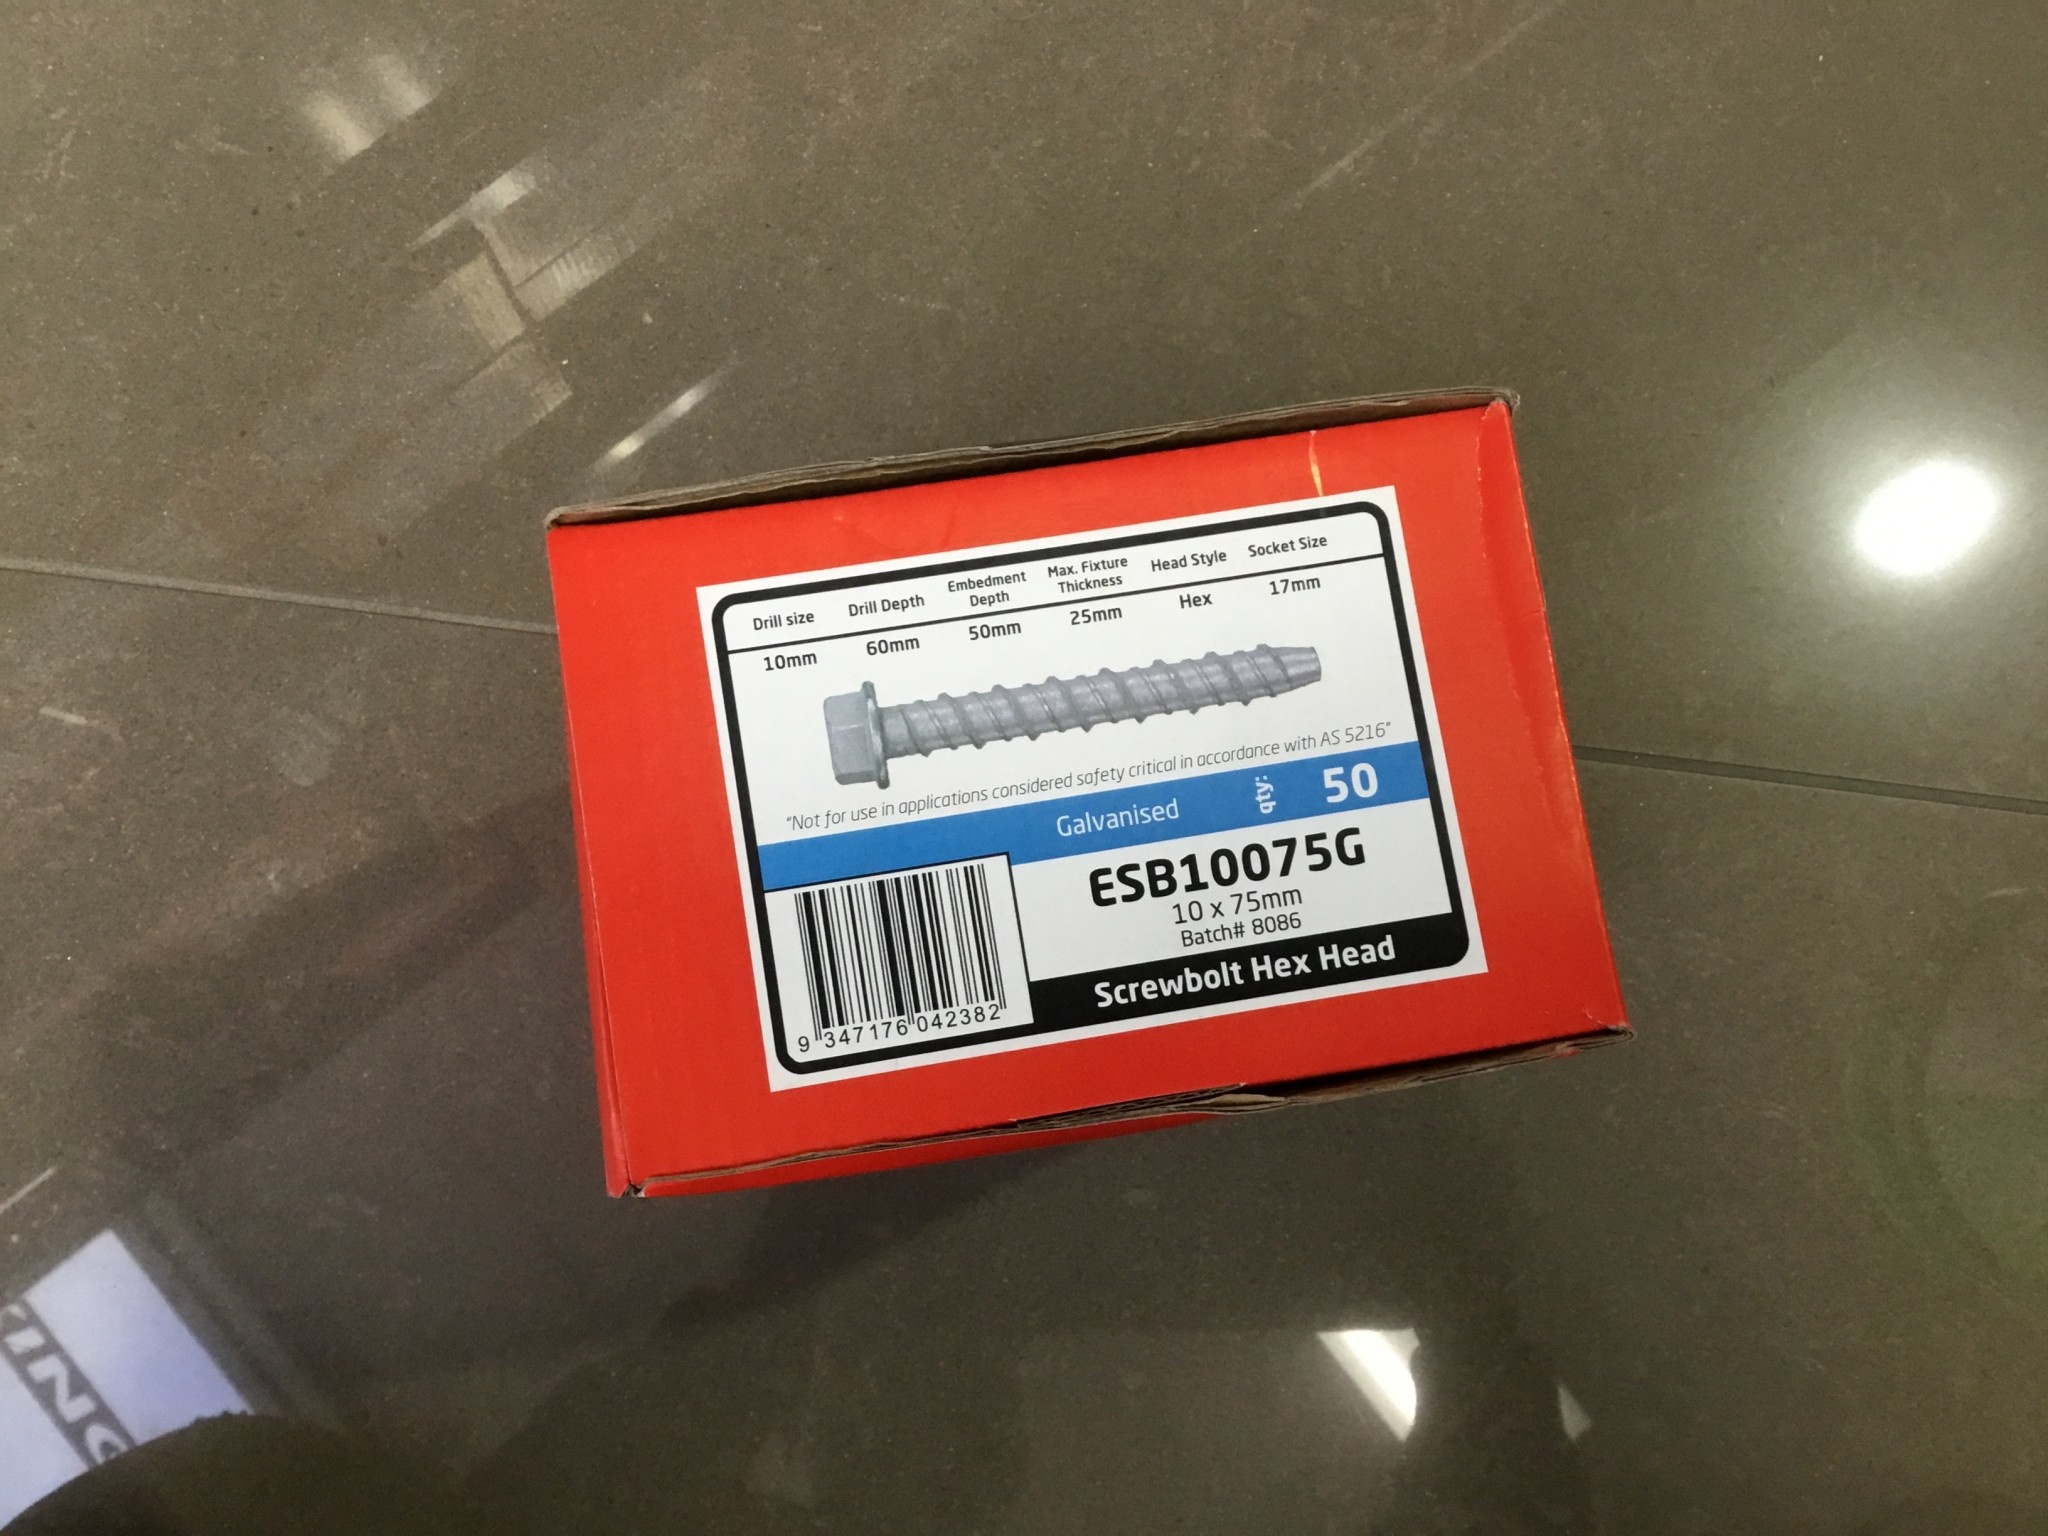 Drill size Drill Depth Embedment Depth Max. Fixture Thickness Head Style Socket Size
10mm 60mm 50mm 25mm Hex 17mm
"Not for use in applications considered safety critical in accordance with AS 5216"
Galvanised qty: 50
ESB10075G
10 x 75mm
Batch# 8086
Screwbolt Hex Head
9 347176 042382